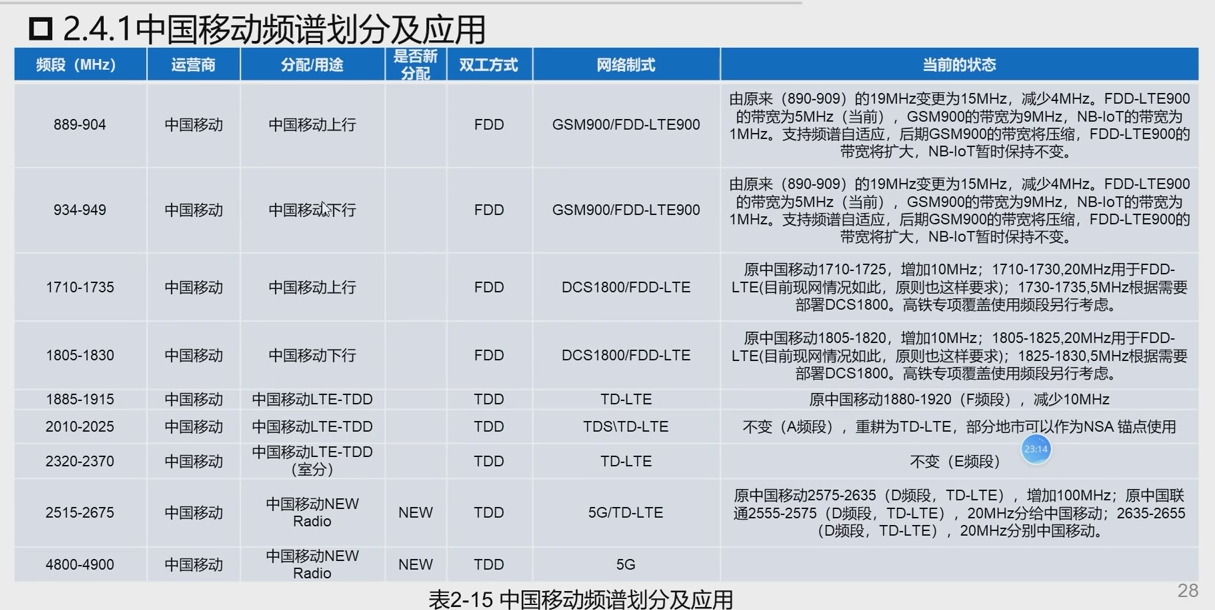 2.4.1中国移动频谱划分及应用
频段（MHz） 运营商 分配/用途 是否新分配 双工方式 网络制式 当前的状态
889-904 中国移动 中国移动上行 FDD GSM900/FDD-LTE900
由原来（890-909）的19MHz变更为15MHz，减少4MHz。FDD-LTE900
的带宽为5MHz（当前），GSM900的带宽为9MHz，NB-IoT的带宽为
1MHz。支持频谱自适应，后期GSM900的带宽将压缩，FDD-LTE900的
带宽将扩大，NB-IoT暂时保持不变。
934-949 中国移动 中国移动下行 FDD GSM900/FDD-LTE900
由原来（890-909）的19MHz变更为15MHz，减少4MHz。FDD-LTE900
的带宽为5MHz（当前），GSM900的带宽为9MHz，NB-IoT的带宽为
1MHz。支持频谱自适应，后期GSM900的带宽将压缩，FDD-LTE900的
带宽将扩大，NB-IoT暂时保持不变。
1710-1735 中国移动 中国移动上行 FDD DCS1800/FDD-LTE
原中国移动1710-1725，增加10MHz；1710-1730,20MHz用于FDD-
LTE(目前现网情况如此，原则也这样要求)；1730-1735,5MHz根据需要
部署DCS1800。高铁专项覆盖使用频段另行考虑。
1805-1830 中国移动 中国移动下行 FDD DCS1800/FDD-LTE
原中国移动1805-1820，增加10MHz；1805-1825,20MHz用于FDD-
LTE(目前现网情况如此，原则也这样要求)；1825-1830,5MHz根据需要
部署DCS1800。高铁专项覆盖使用频段另行考虑。
1885-1915 中国移动 中国移动LTE-TDD TDD TD-LTE 原中国移动1880-1920（F频段），减少10MHz
2010-2025 中国移动 中国移动LTE-TDD TDD TDS\TD-LTE 不变（A频段），重耕为TD-LTE，部分地市可以作为NSA 锚点使用
23:14
2320-2370 中国移动 中国移动LTE-TDD
（室分） TDD TD-LTE 不变（E频段）
2515-2675 中国移动 中国移动NEW
Radio NEW TDD 5G/TD-LTE
原中国移动2575-2635（D频段，TD-LTE），增加100MHz；原中国联
通2555-2575（D频段，TD-LTE），20MHz分给中国移动；2635-2655
（D频段，TD-LTE），20MHz分别中国移动。
4800-4900 中国移动 中国移动NEW
Radio NEW TDD 5G
表2-15 中国移动频谱划分及应用
28